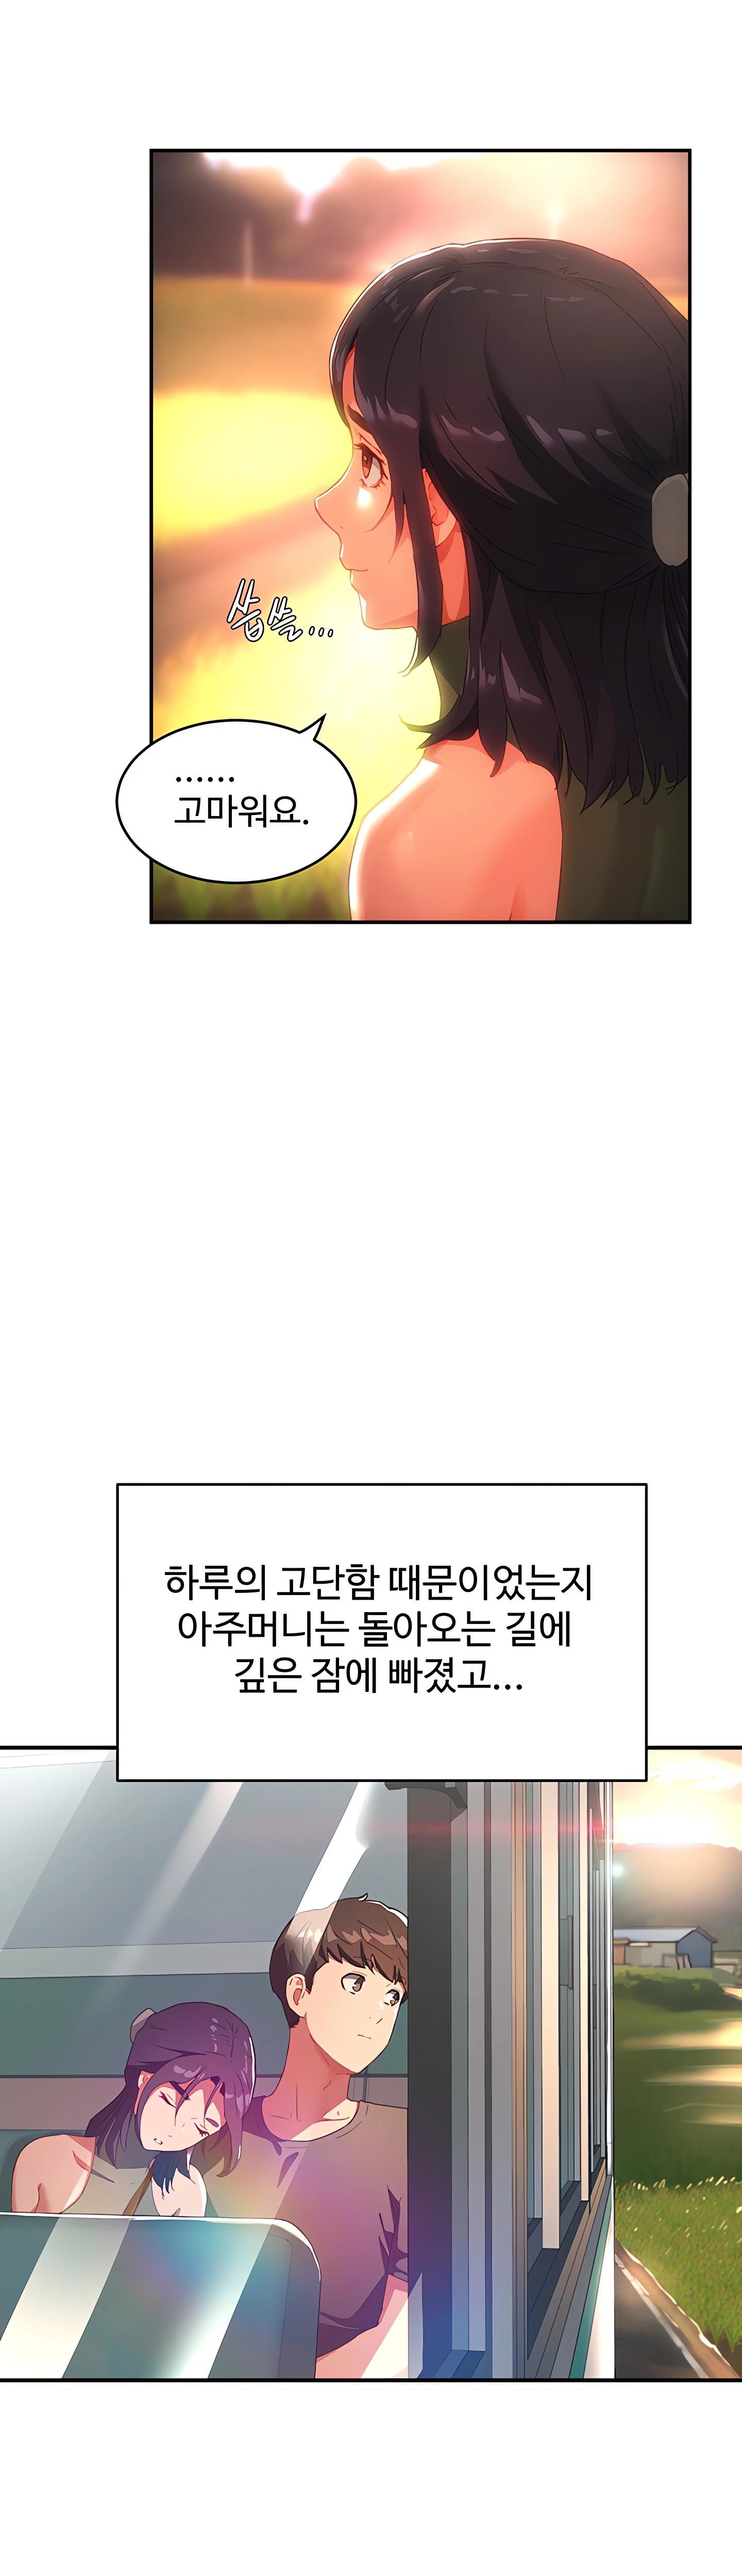 씁쓸...
......
고마워요.
하루의 고단함 때문이었는지
아주머니는 돌아오는 길에
깊은 잠에 빠졌고...